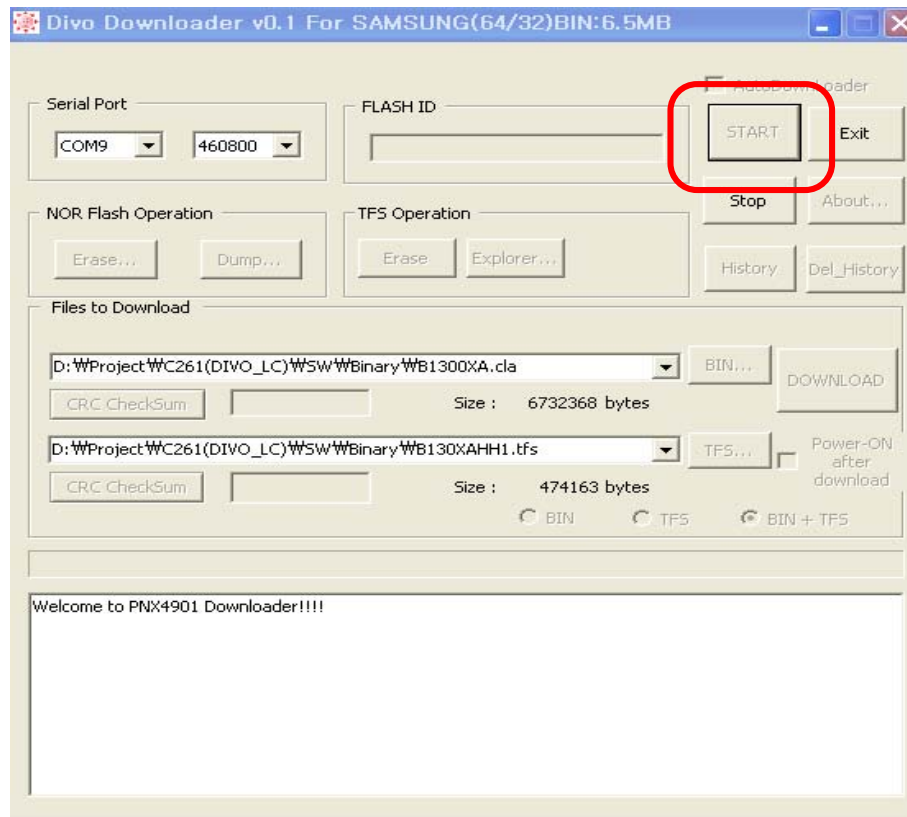 Divo Downloader v0.1 For SAMSUNG(64/32)BIN:6.5MB
AutoDownLoader
Serial Port
FLASH ID
COM9
460800
START
Exit
Stop
About...
NOR Flash Operation
TFS Operation
Erase...
Dump...
Erase
Explorer...
History
Del_History
Files to Download
D:₩Project₩C261(DIVO_LC)₩SW₩Binary₩B1300XA.cla
BIN...
DOWNLOAD
CRC CheckSum
Size : 6732368 bytes
D:₩Project₩C261(DIVO_LC)₩SW₩Binary₩B130XAHH1.tfs
TFS...
Power-ON
after
download
CRC CheckSum
Size : 474163 bytes
BIN
TFS
BIN + TFS
Welcome to PNX4901 Downloader!!!!